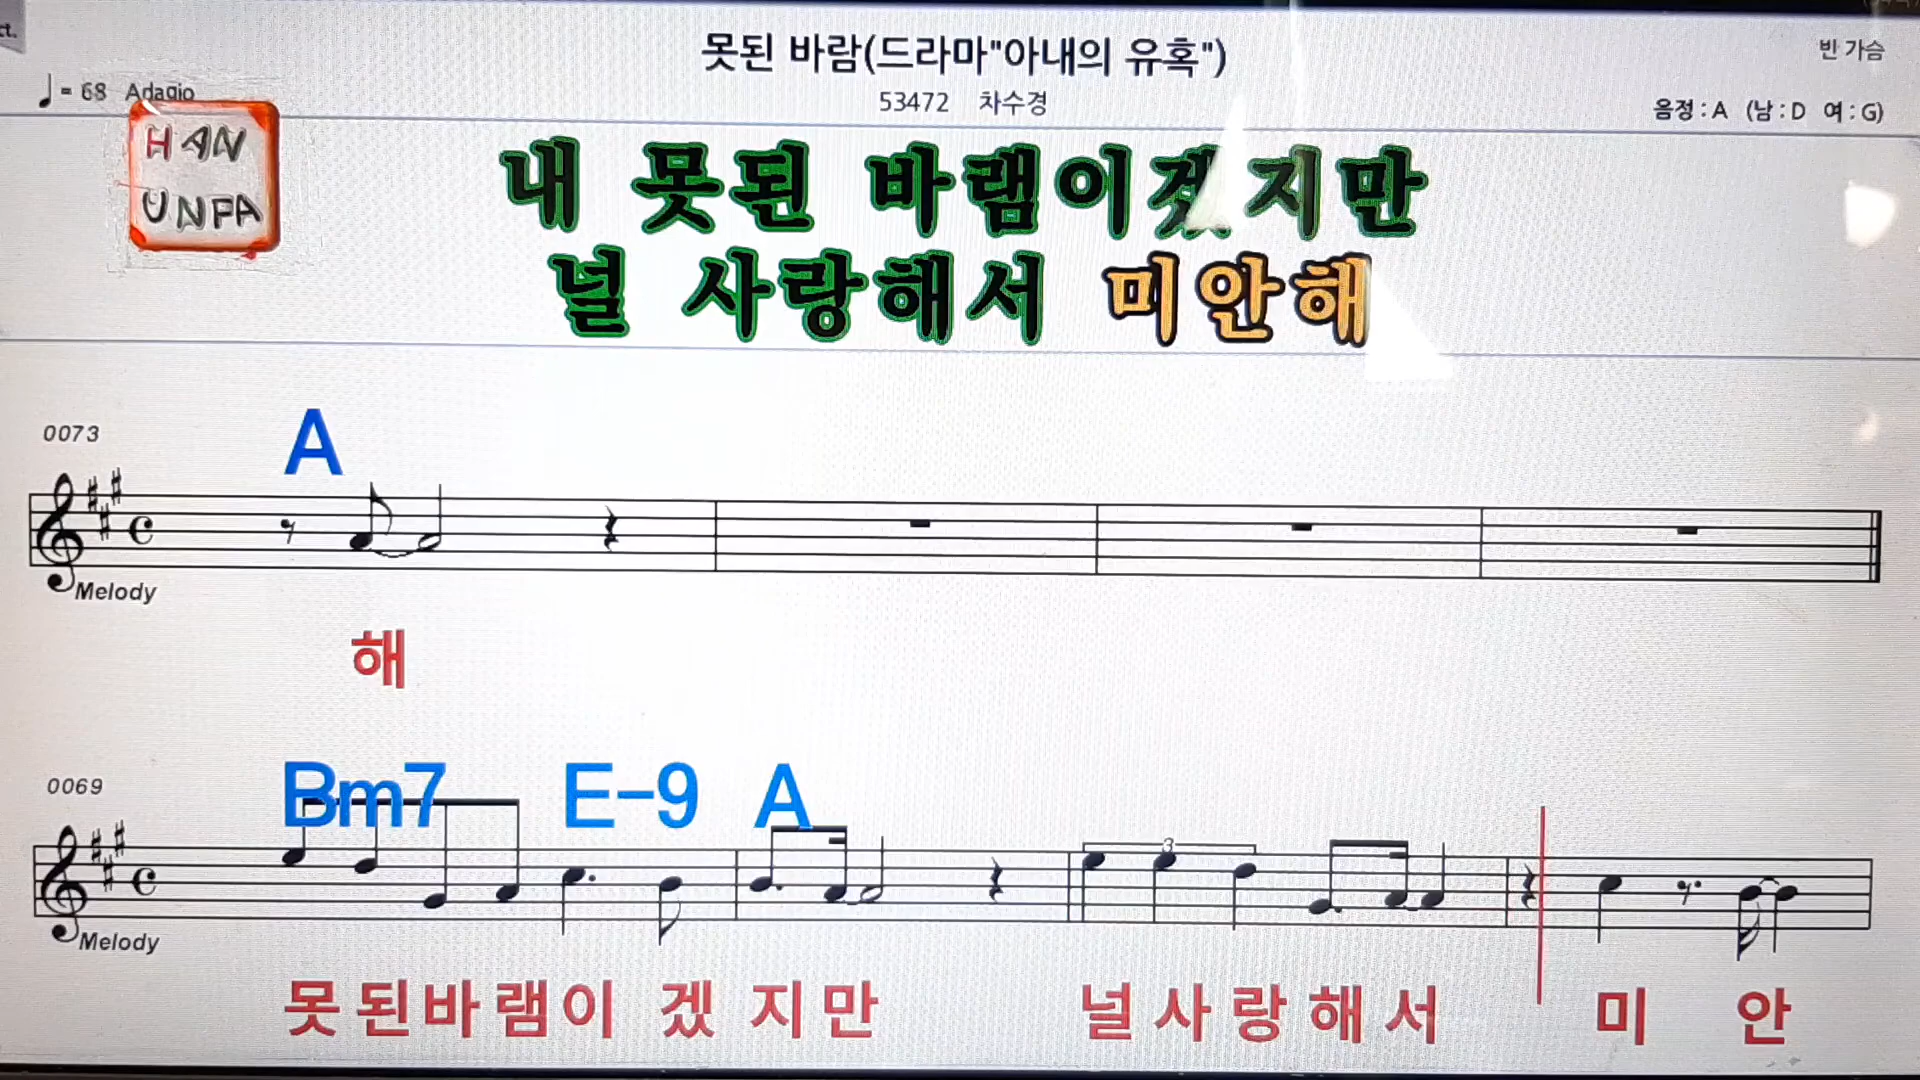 ct.
못된 바람(드라마"아내의 유혹")
빈 가슴
♩= 68 Adagio
53472 차수경
음정 : A (남 : D 여 : G)
HAN
UNFA
내 못된 바램이겠지만
널 사랑해서 미안해
0073
A
Melody
해
0069
Bm7 E-9 A
3
Melody
못된바램이 겠 지만 널사랑해서 미 안